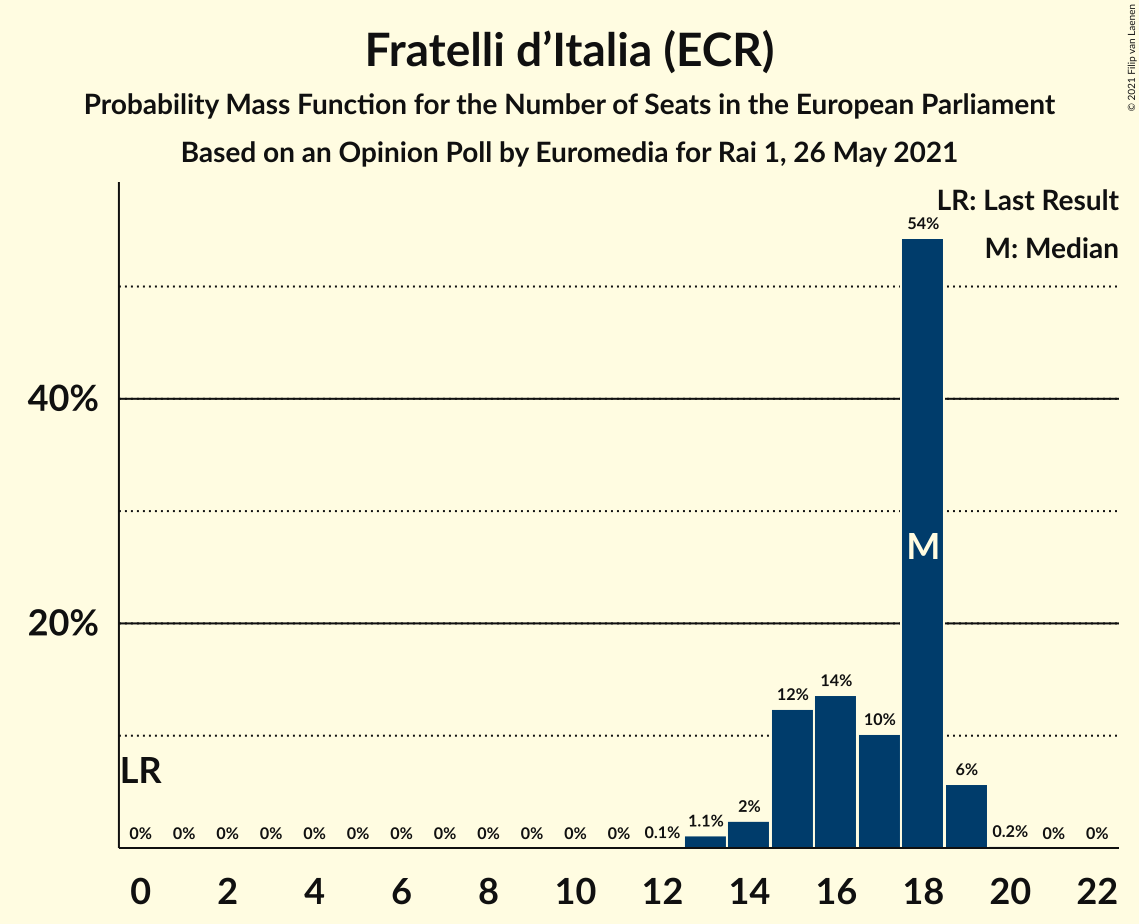 Fratelli d’Italia (ECR)
Probability Mass Function for the Number of Seats in the European Parliament
Based on an Opinion Poll by Euromedia for Rai 1, 26 May 2021
© 2021 Filip van Laenen
LR: Last Result
M: Median
40%
20%
LR
M
0% 0% 0% 0% 0% 0% 0% 0% 0% 0% 0% 0% 0.1% 1.1% 2% 12% 14% 10% 54% 6% 0.2% 0% 0%
0 2 4 6 8 10 12 14 16 18 20 22